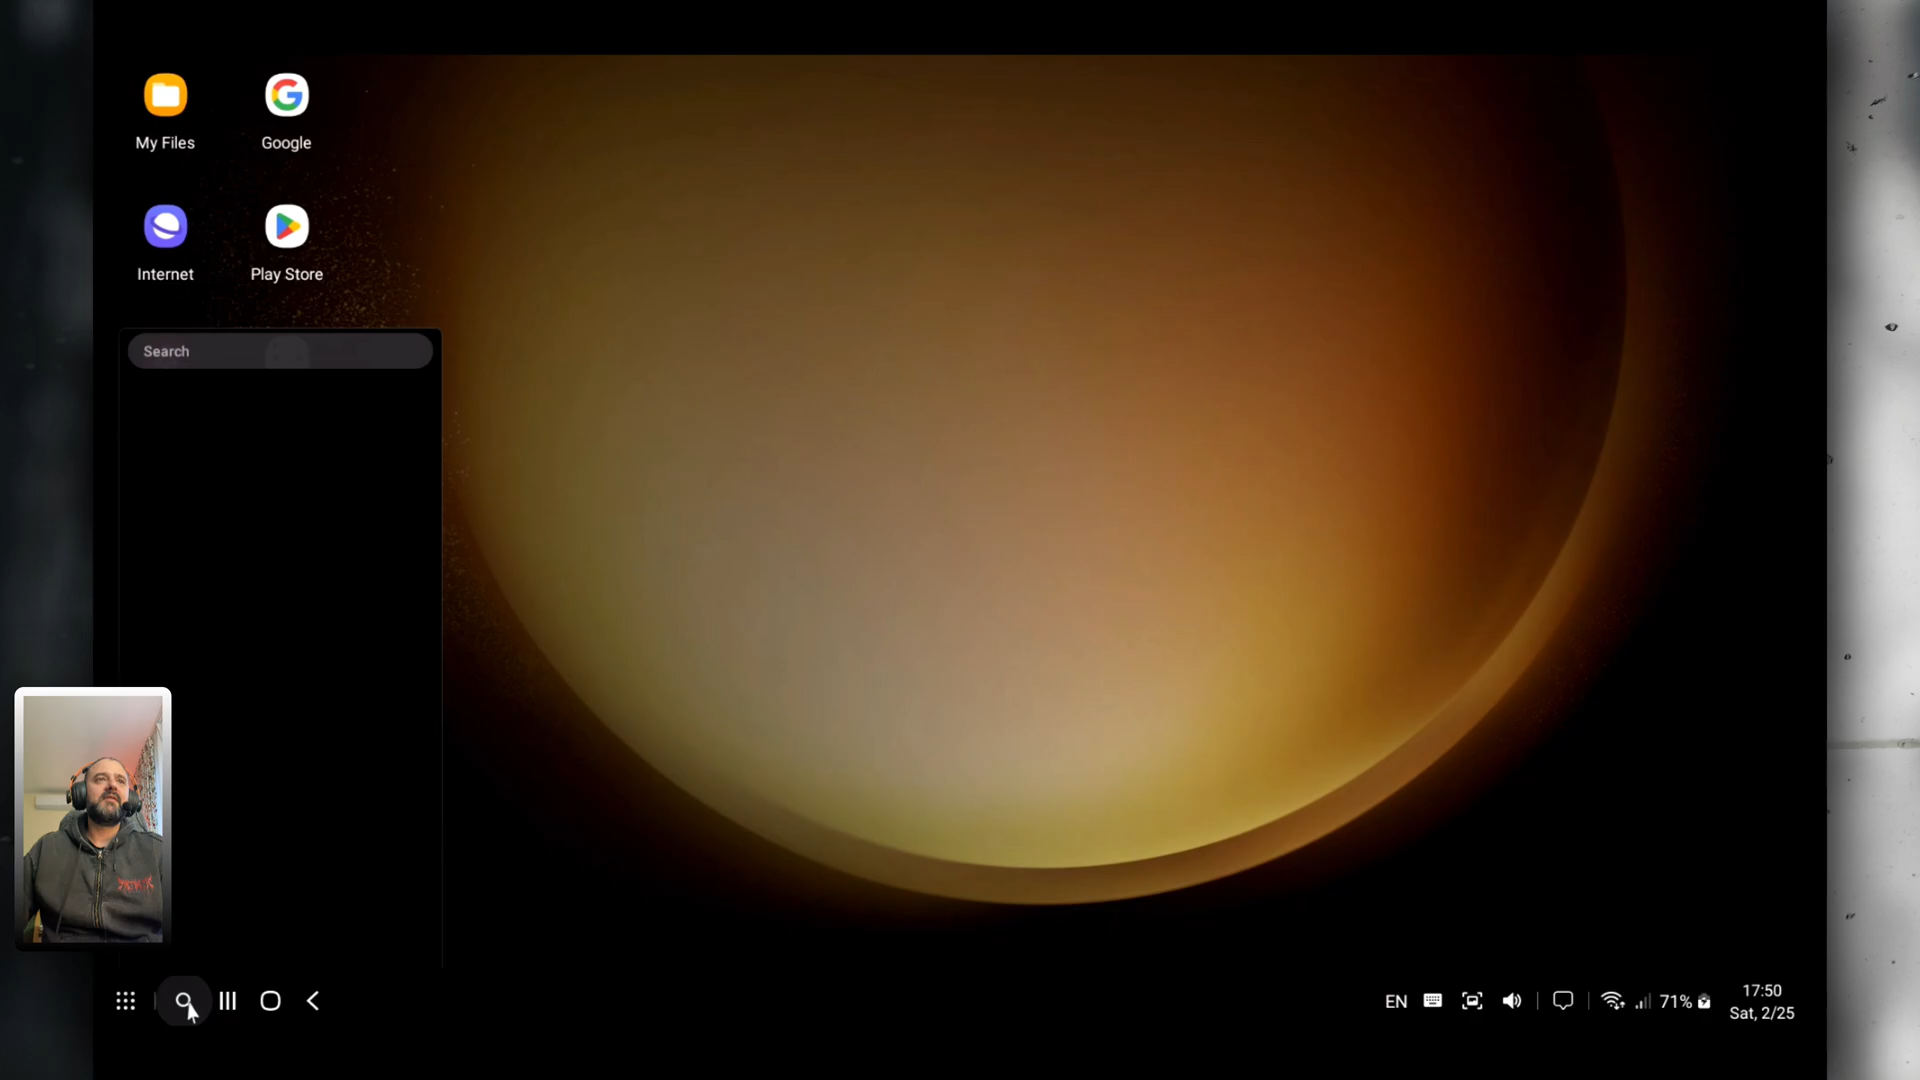 My Files
Google
Internet
Play Store
Search
EN
71%
17:50
Sat, 2/25